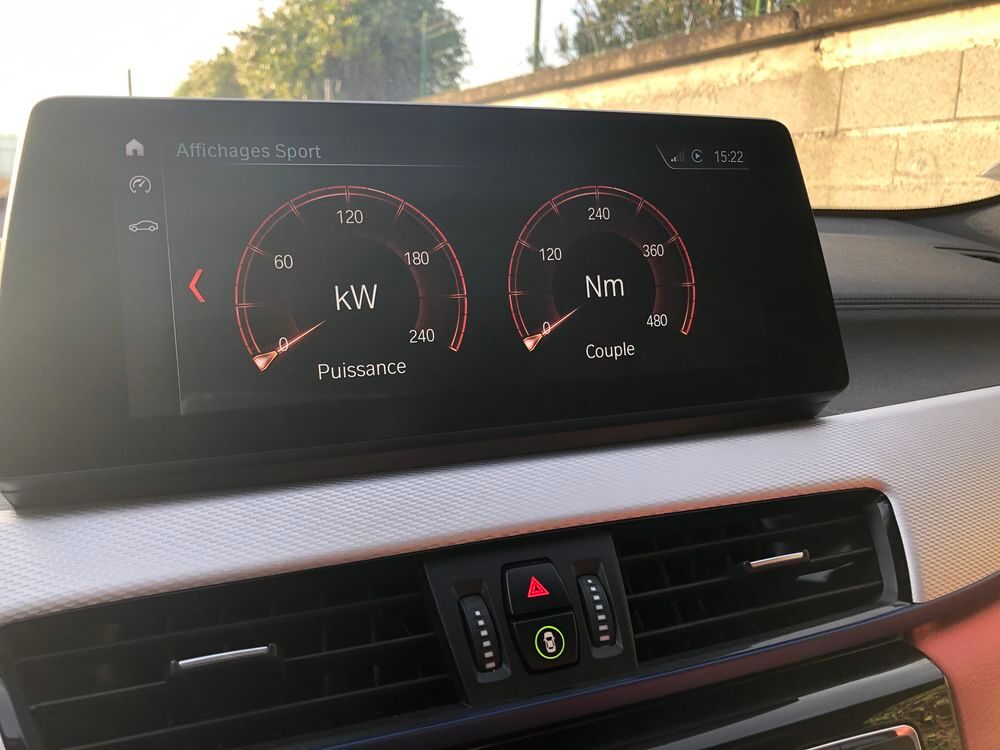 Affichages Sport
15:22
0
60
120
180
240
kW
Puissance
0
120
240
360
480
Nm
Couple